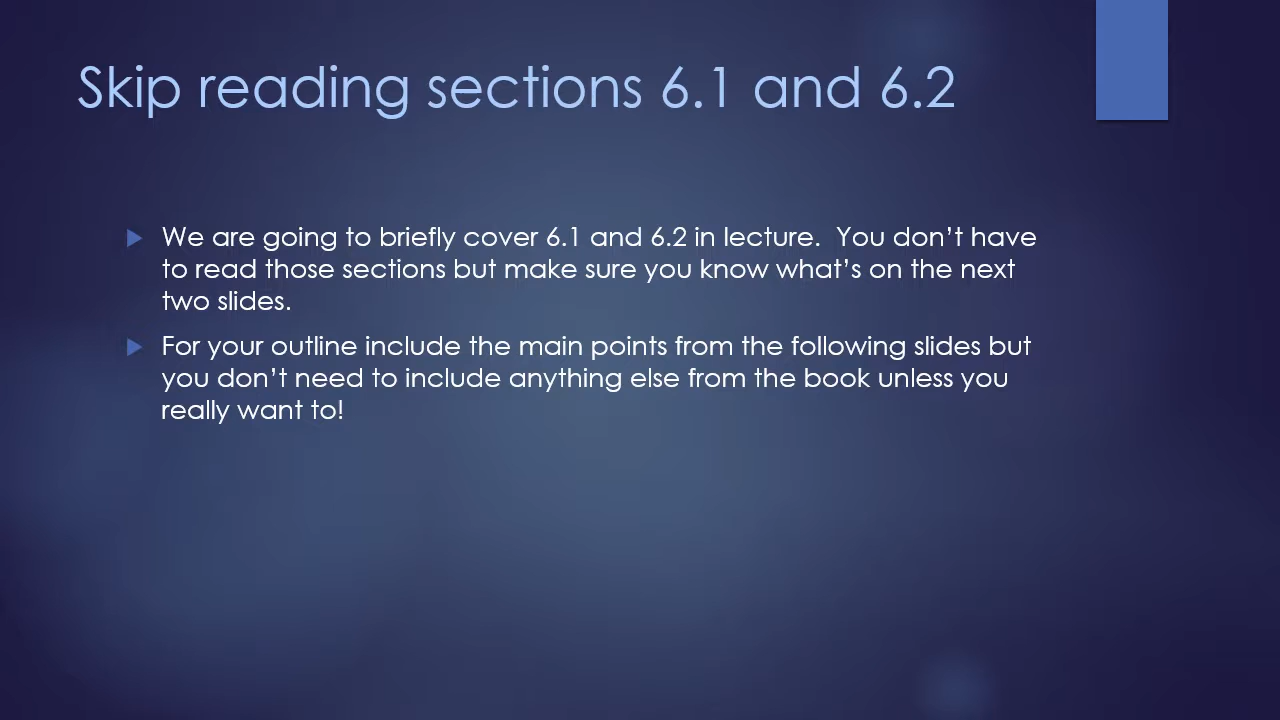 Skip reading sections 6.1 and 6.2
We are going to briefly cover 6.1 and 6.2 in lecture.  You don’t have
to read those sections but make sure you know what’s on the next
two slides.
For your outline include the main points from the following slides but
you don’t need to include anything else from the book unless you
really want to!